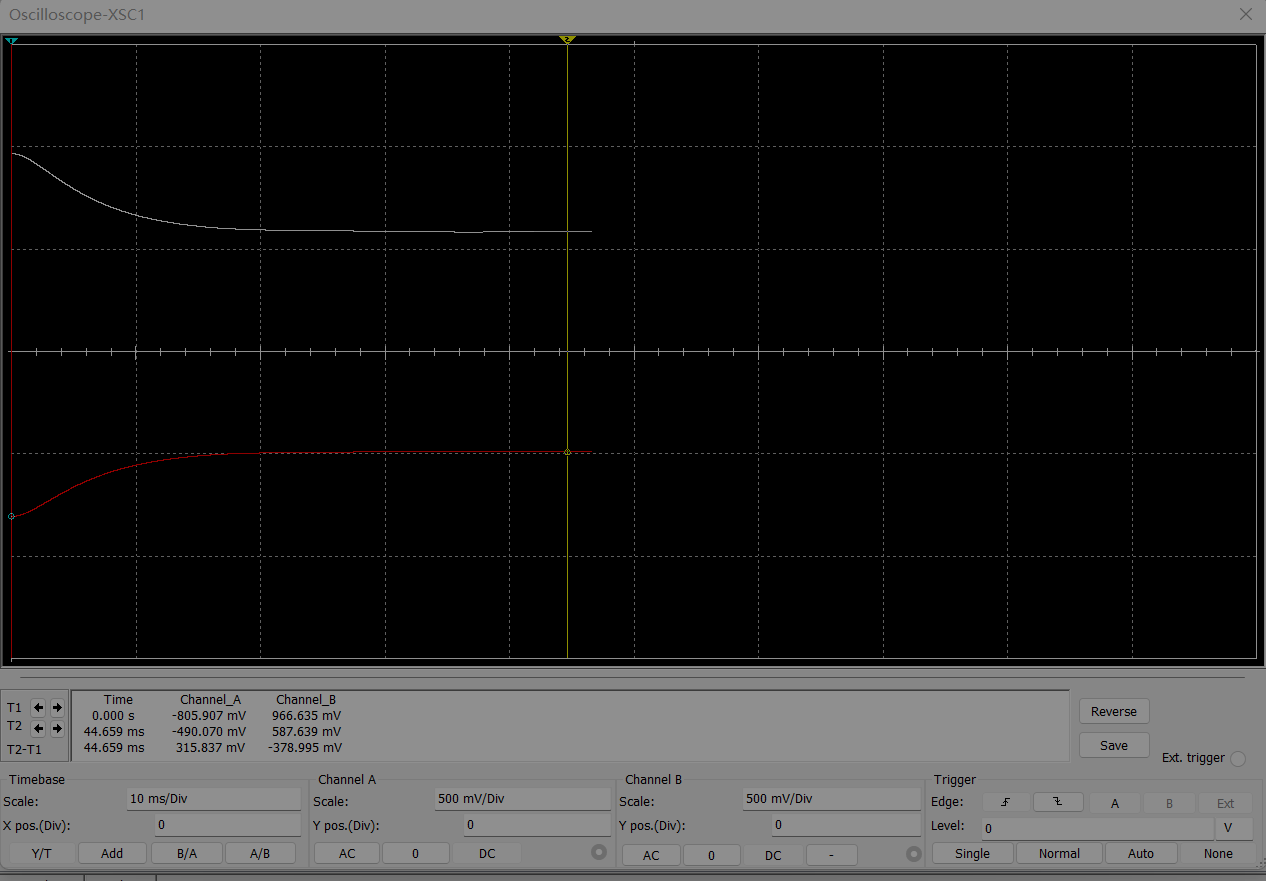 Oscilloscope-XSC1
1 2
Time Channel_A Channel_B
T1 0.000 s -805.907 mV 966.635 mV
T2 44.659 ms -490.070 mV 587.639 mV
T2-T1 44.659 ms 315.837 mV -378.995 mV
Reverse
Save
Ext. trigger
Timebase
Scale: 10 ms/Div
X pos.(Div): 0
Y/T Add B/A A/B
Channel A
Scale: 500 mV/Div
Y pos.(Div): 0
AC 0 DC
Channel B
Scale: 500 mV/Div
Y pos.(Div): 0
AC 0 DC -
Trigger
Edge: A B Ext
Level: 0 V
Single Normal Auto None